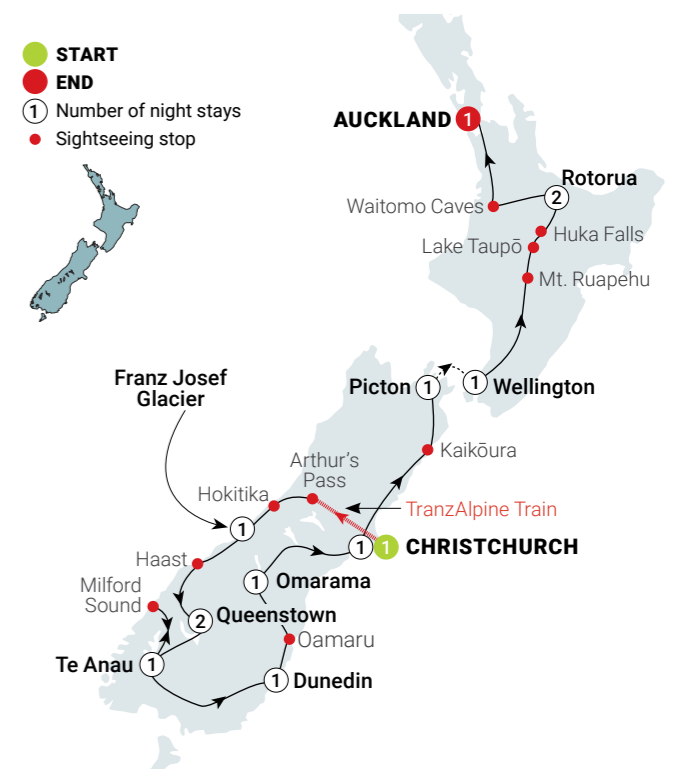 START
END
1 Number of night stays
Sightseeing stop
AUCKLAND 1
Rotorua
2
Waitomo Caves
Huka Falls
Lake Taupō
Mt. Ruapehu
Franz Josef
Glacier
Picton 1
1 Wellington
Kaikōura
Arthur's
Pass
Hokitika
TranzAlpine Train
1
1 1 CHRISTCHURCH
Haast
1 Omarama
Milford
Sound
2 Queenstown
Oamaru
Te Anau 1
1 Dunedin